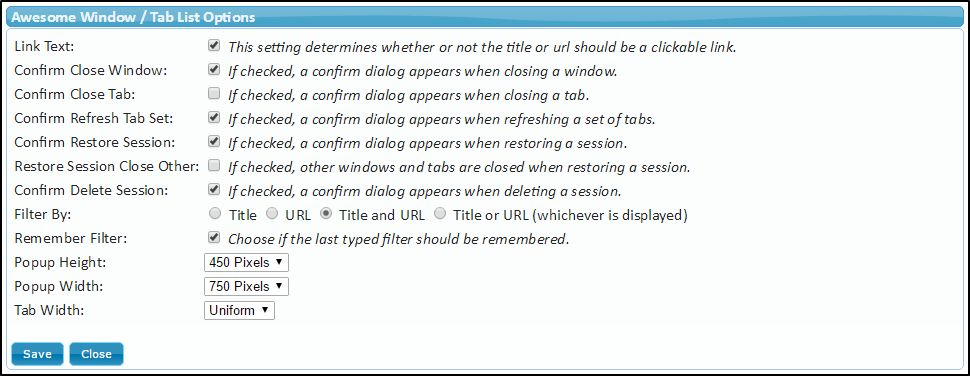 Awesome Window / Tab List Options
Link Text: This setting determines whether or not the title or url should be a clickable link.
Confirm Close Window: If checked, a confirm dialog appears when closing a window.
Confirm Close Tab: If checked, a confirm dialog appears when closing a tab.
Confirm Refresh Tab Set: If checked, a confirm dialog appears when refreshing a set of tabs.
Confirm Restore Session: If checked, a confirm dialog appears when restoring a session.
Restore Session Close Other: If checked, other windows and tabs are closed when restoring a session.
Confirm Delete Session: If checked, a confirm dialog appears when deleting a session.
Filter By: Title URL Title and URL Title or URL (whichever is displayed)
Remember Filter: Choose if the last typed filter should be remembered.
Popup Height: 450 Pixels
Popup Width: 750 Pixels
Tab Width: Uniform
Save Close